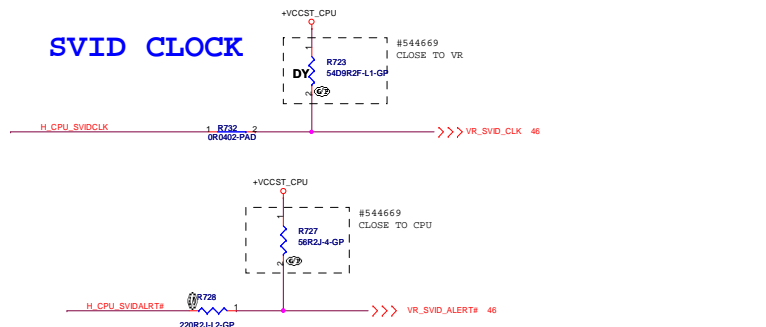 +VCCST_CPU
SVID CLOCK
#544669
CLOSE TO VR
1
R723
DY
54D9R2F-L1-GP
2
H_CPU_SVIDCLK
1 R732 2
0R0402-PAD
VR_SVID_CLK 46
+VCCST_CPU
#544669
CLOSE TO CPU
1
R727
56R2J-4-GP
2
H_CPU_SVIDALRT#
R728
1
VR_SVID_ALERT# 46
220R2J-L2-GP